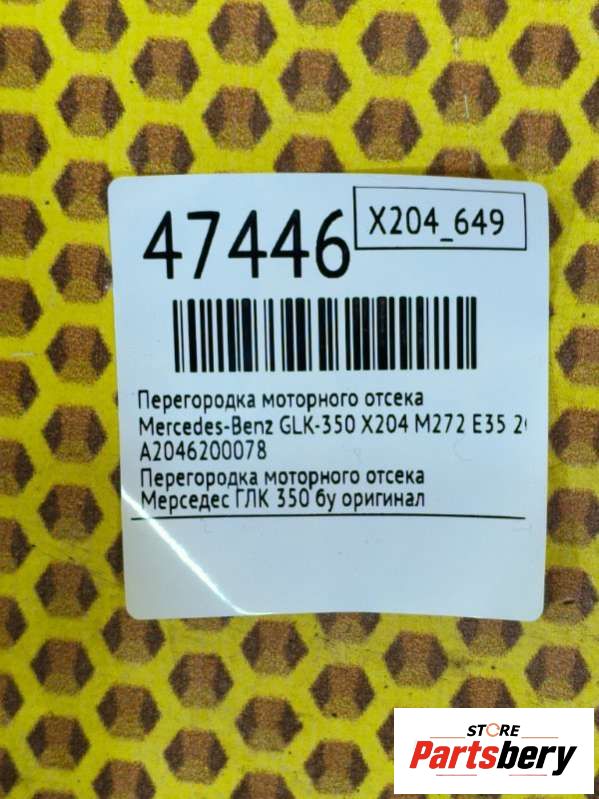 47446
X204_649
Перегородка моторного отсека
Mercedes-Benz GLK-350 X204 M272 E35
A2046200078
Перегородка моторного отсека
Мерседес ГЛК 350 бу оригинал
STORE
Partsbery